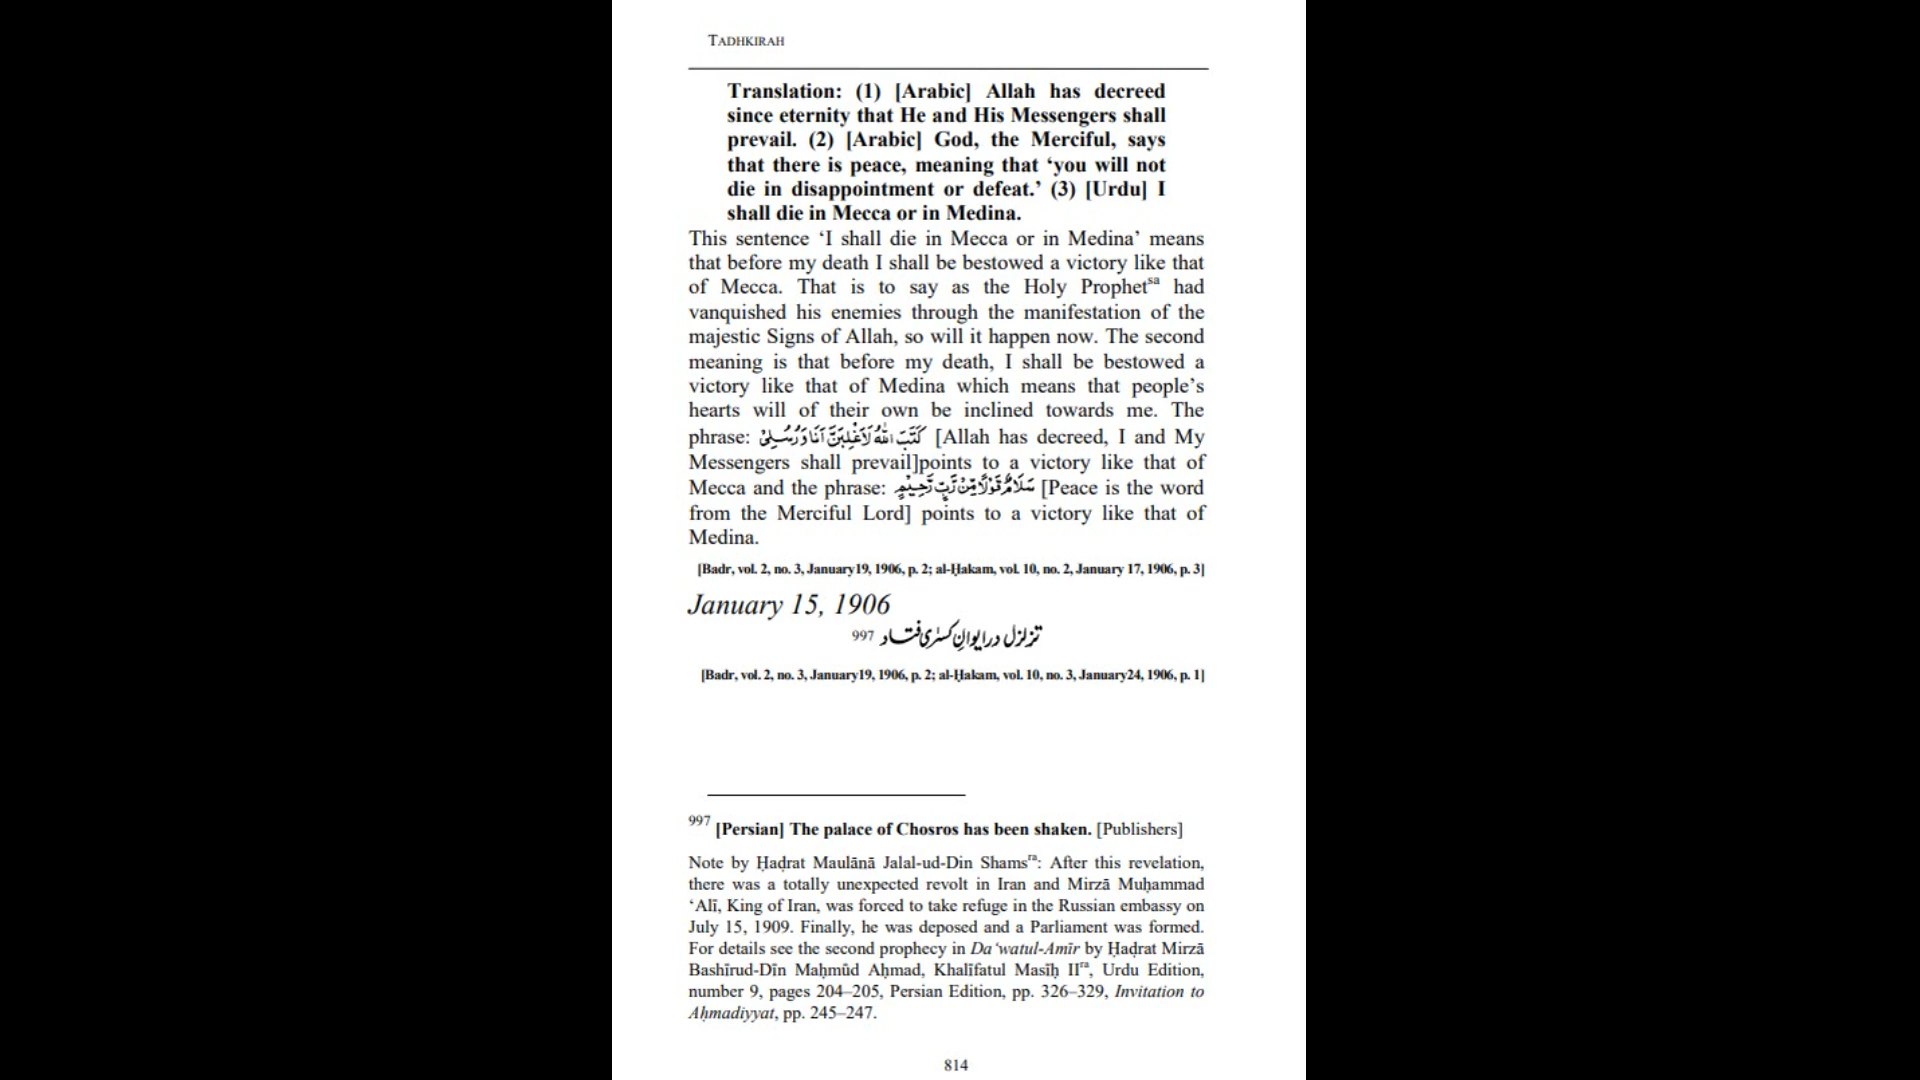 TADHKIRAH
Translation: (1) [Arabic] Allah has decreed
since eternity that He and His Messengers shall
prevail. (2) [Arabic] God, the Merciful, says
that there is peace, meaning that ‘you will not
die in disappointment or defeat.’ (3) [Urdu] I
shall die in Mecca or in Medina.
This sentence ‘I shall die in Mecca or in Medina’ means
that before my death I shall be bestowed a victory like that
of Mecca. That is to say as the Holy Prophetsa had
vanquished his enemies through the manifestation of the
majestic Signs of Allah, so will it happen now. The second
meaning is that before my death, I shall be bestowed a
victory like that of Medina which means that people’s
hearts will of their own be inclined towards me. The
phrase: كَتَبَ اللّٰهُ لَاَغْلِبَنَّ اَنَا وَرُسُلِیْ [Allah has decreed, I and My
Messengers shall prevail]points to a victory like that of
Mecca and the phrase: سَلَامٌ قَوْلًا مِّنْ رَّبٍّ رَّحِيْمٍ [Peace is the word
from the Merciful Lord] points to a victory like that of
Medina.
[Badr, vol. 2, no. 3, January19, 1906, p. 2; al-Ḥakam, vol. 10, no. 2, January 17, 1906, p. 3]
January 15, 1906
تزلزل در ایوانِ کسریٰ فتاد 997
[Badr, vol. 2, no. 3, January19, 1906, p. 2; al-Ḥakam, vol. 10, no. 3, January24, 1906, p. 1]
997 [Persian] The palace of Chosros has been shaken. [Publishers]
Note by Ḥaḍrat Maulānā Jalal-ud-Din Shamsra: After this revelation,
there was a totally unexpected revolt in Iran and Mirzā Muḥammad
‘Alī, King of Iran, was forced to take refuge in the Russian embassy on
July 15, 1909. Finally, he was deposed and a Parliament was formed.
For details see the second prophecy in Da‘watul-Amīr by Ḥaḍrat Mirzā
Bashīrud-Dīn Maḥmūd Aḥmad, Khalīfatul Masīḥ IIra, Urdu Edition,
number 9, pages 204–205, Persian Edition, pp. 326–329, Invitation to
Aḥmadiyyat, pp. 245–247.
814